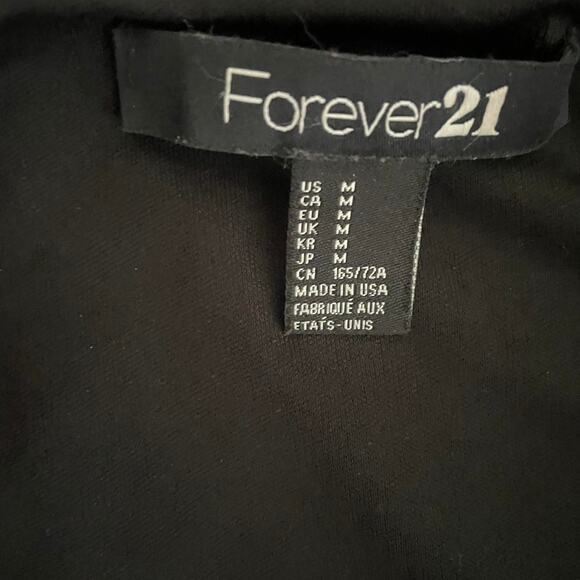 Forever21
US M
CA M
EU M
UK M
KR M
JP M
CN 165/72A
MADE IN USA
FABRIQUÉ AUX
ETATS-UNIS